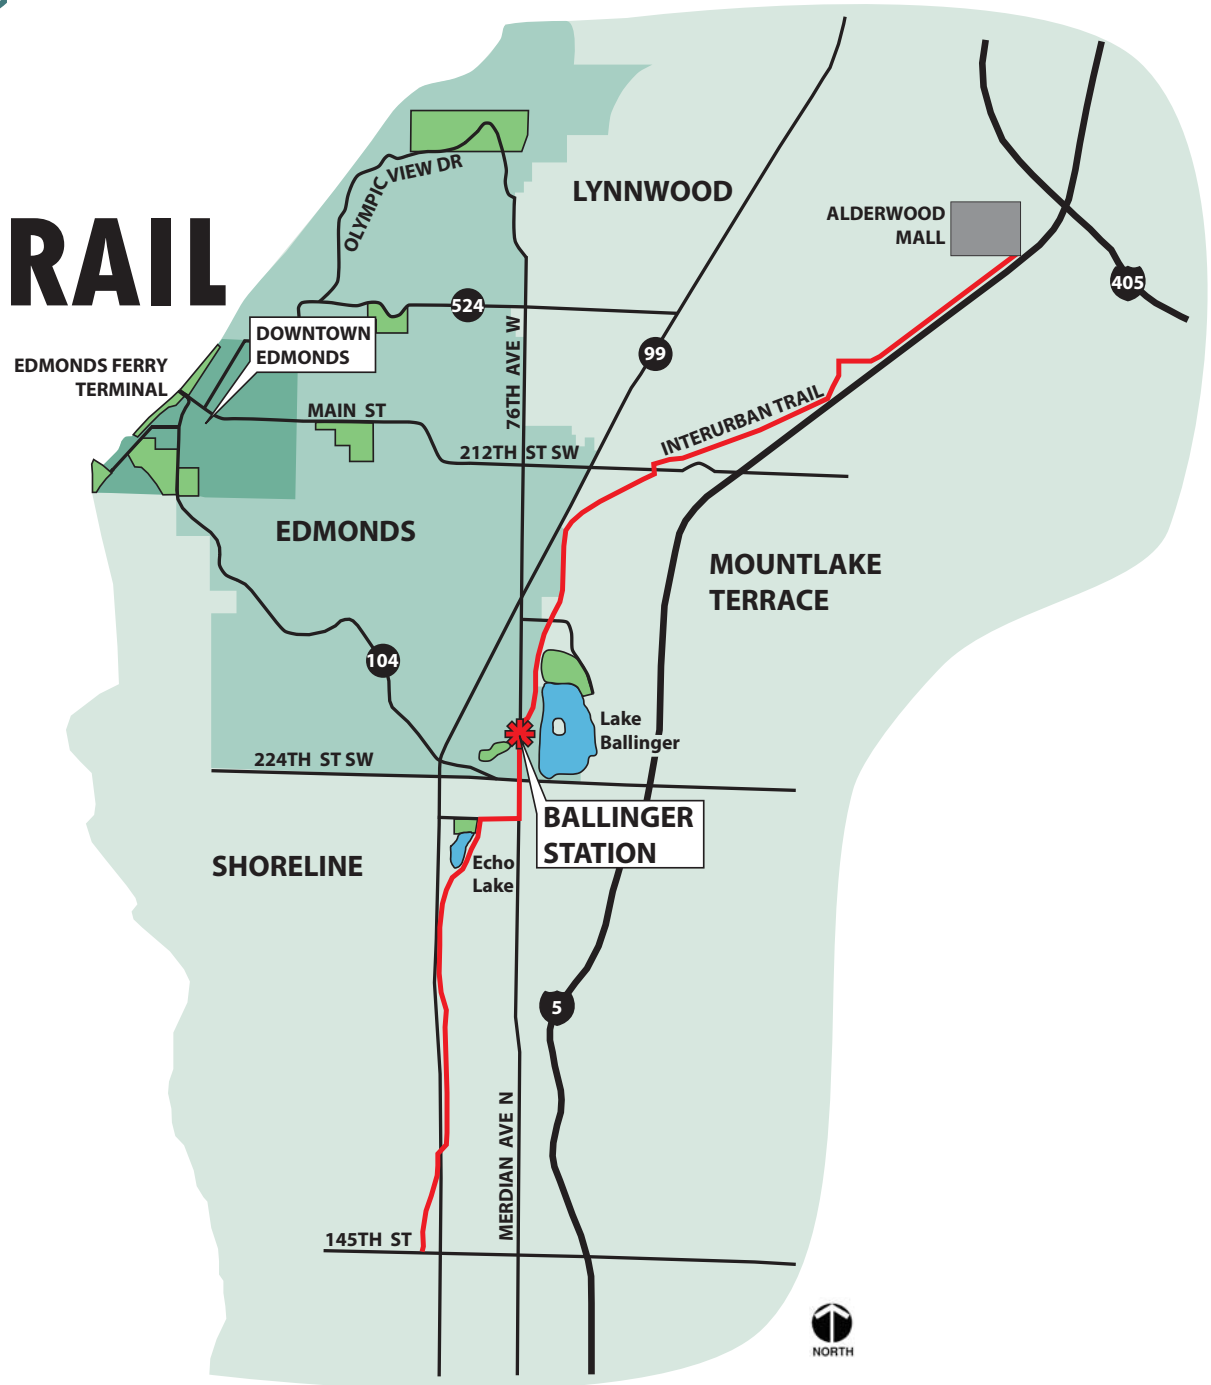 RAIL
OLYMPIC VIEW DR
LYNNWOOD
ALDERWOOD
MALL
405
524
DOWNTOWN
EDMONDS
76TH AVE W
99
EDMONDS FERRY
TERMINAL
MAIN ST
INTERURBAN TRAIL
212TH ST SW
EDMONDS
MOUNTLAKE
TERRACE
104
Lake
Ballinger
224TH ST SW
BALLINGER
STATION
SHORELINE
Echo
Lake
5
MERDIAN AVE N
145TH ST
NORTH